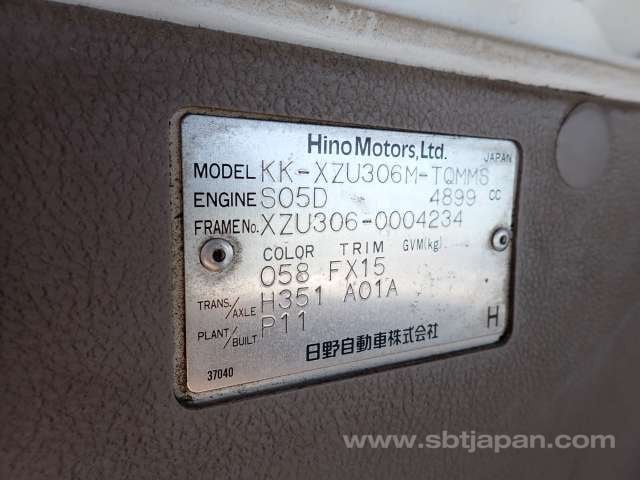 Hino Motors, Ltd. JAPAN
MODEL KK-XZU306M-TQMMS
ENGINE S05D 4899 CC
FRAME No. XZU306-0004234
COLOR TRIM GVM(kg)
058 FX15
TRANS./AXLE H351 A01A
PLANT/BUILT P11 H
日野自動車株式会社
37040
www.sbtjapan.com